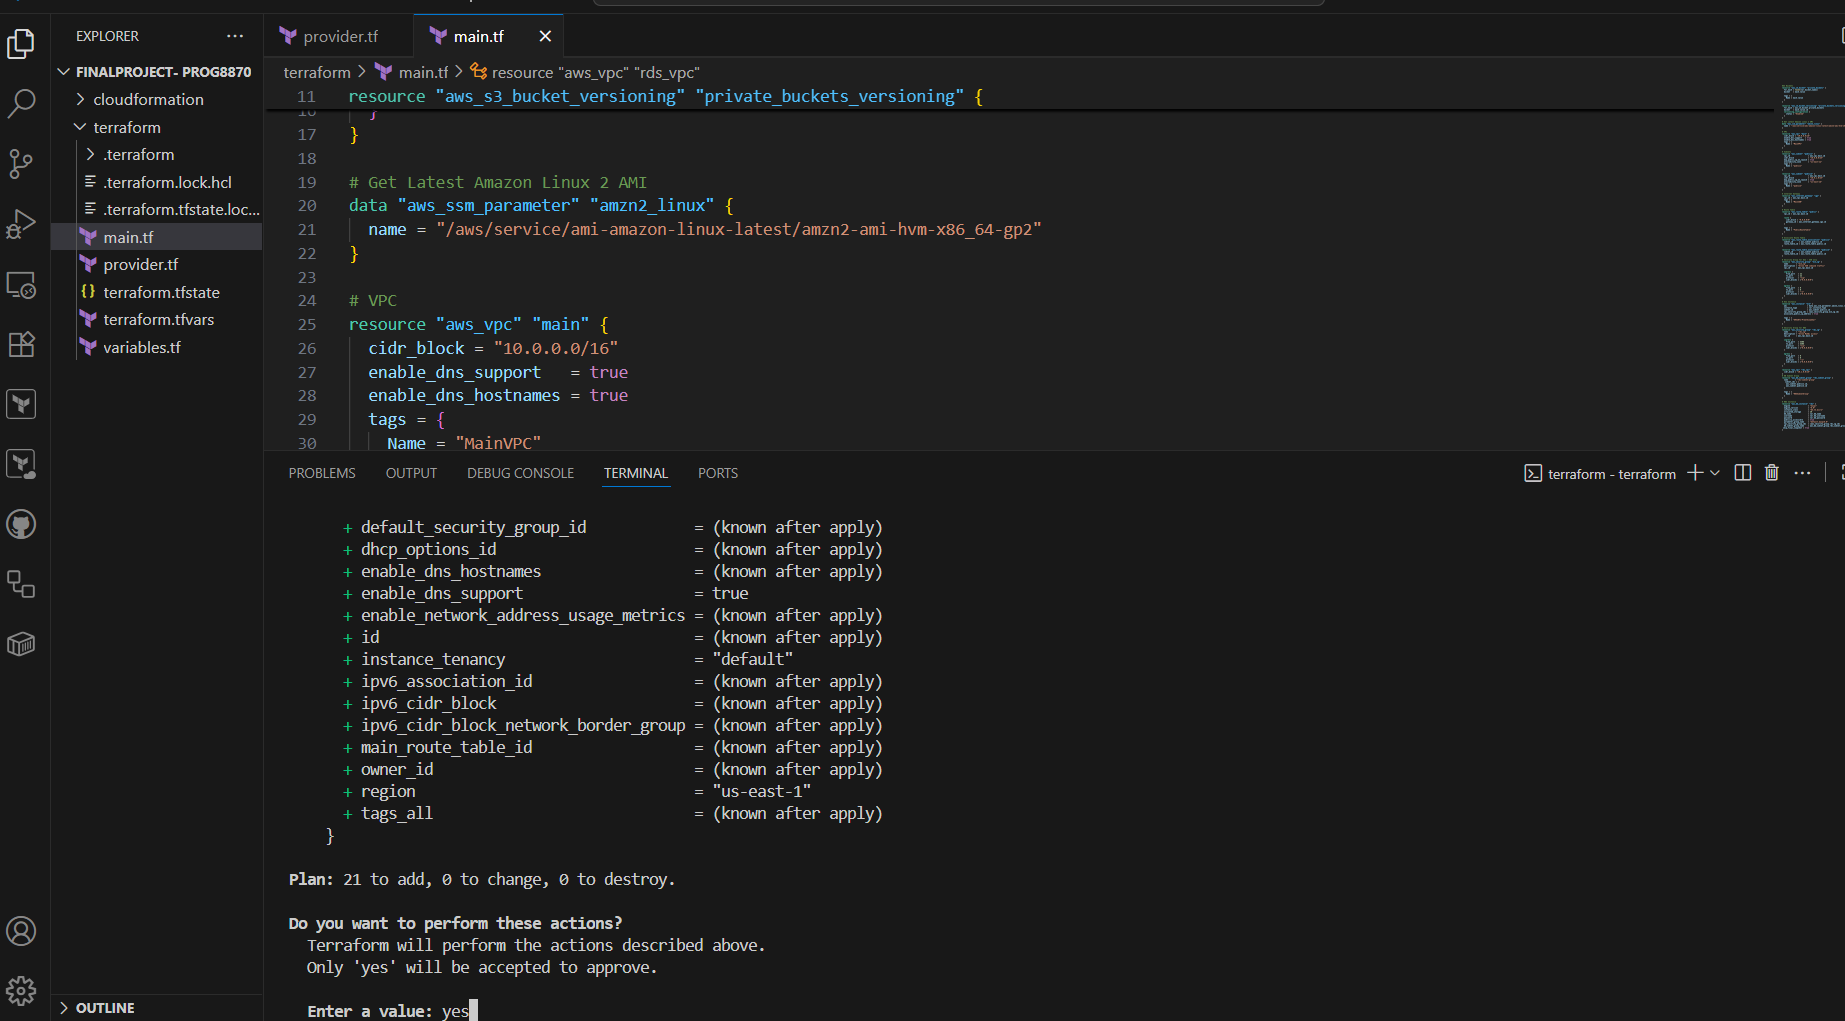 EXPLORER
FINALPROJECT- PROG8870
cloudformation
terraform
.terraform
.terraform.lock.hcl
.terraform.tfstate.loc...
main.tf
provider.tf
terraform.tfstate
terraform.tfvars
variables.tf
OUTLINE
provider.tf
main.tf
terraform > main.tf > resource "aws_vpc" "rds_vpc"
11 resource "aws_s3_bucket_versioning" "private_buckets_versioning" {
16 }
17 }
18
19 # Get Latest Amazon Linux 2 AMI
20 data "aws_ssm_parameter" "amzn2_linux" {
21 name = "/aws/service/ami-amazon-linux-latest/amzn2-ami-hvm-x86_64-gp2"
22 }
23
24 # VPC
25 resource "aws_vpc" "main" {
26 cidr_block = "10.0.0.0/16"
27 enable_dns_support   = true
28 enable_dns_hostnames = true
29 tags = {
30 Name = "MainVPC"
PROBLEMS OUTPUT DEBUG CONSOLE TERMINAL PORTS
terraform - terraform
+ default_security_group_id = (known after apply)
+ dhcp_options_id = (known after apply)
+ enable_dns_hostnames = (known after apply)
+ enable_dns_support = true
+ enable_network_address_usage_metrics = (known after apply)
+ id = (known after apply)
+ instance_tenancy = "default"
+ ipv6_association_id = (known after apply)
+ ipv6_cidr_block = (known after apply)
+ ipv6_cidr_block_network_border_group = (known after apply)
+ main_route_table_id = (known after apply)
+ owner_id = (known after apply)
+ region = "us-east-1"
+ tags_all = (known after apply)
}
Plan: 21 to add, 0 to change, 0 to destroy.
Do you want to perform these actions?
Terraform will perform the actions described above.
Only 'yes' will be accepted to approve.
Enter a value: yes